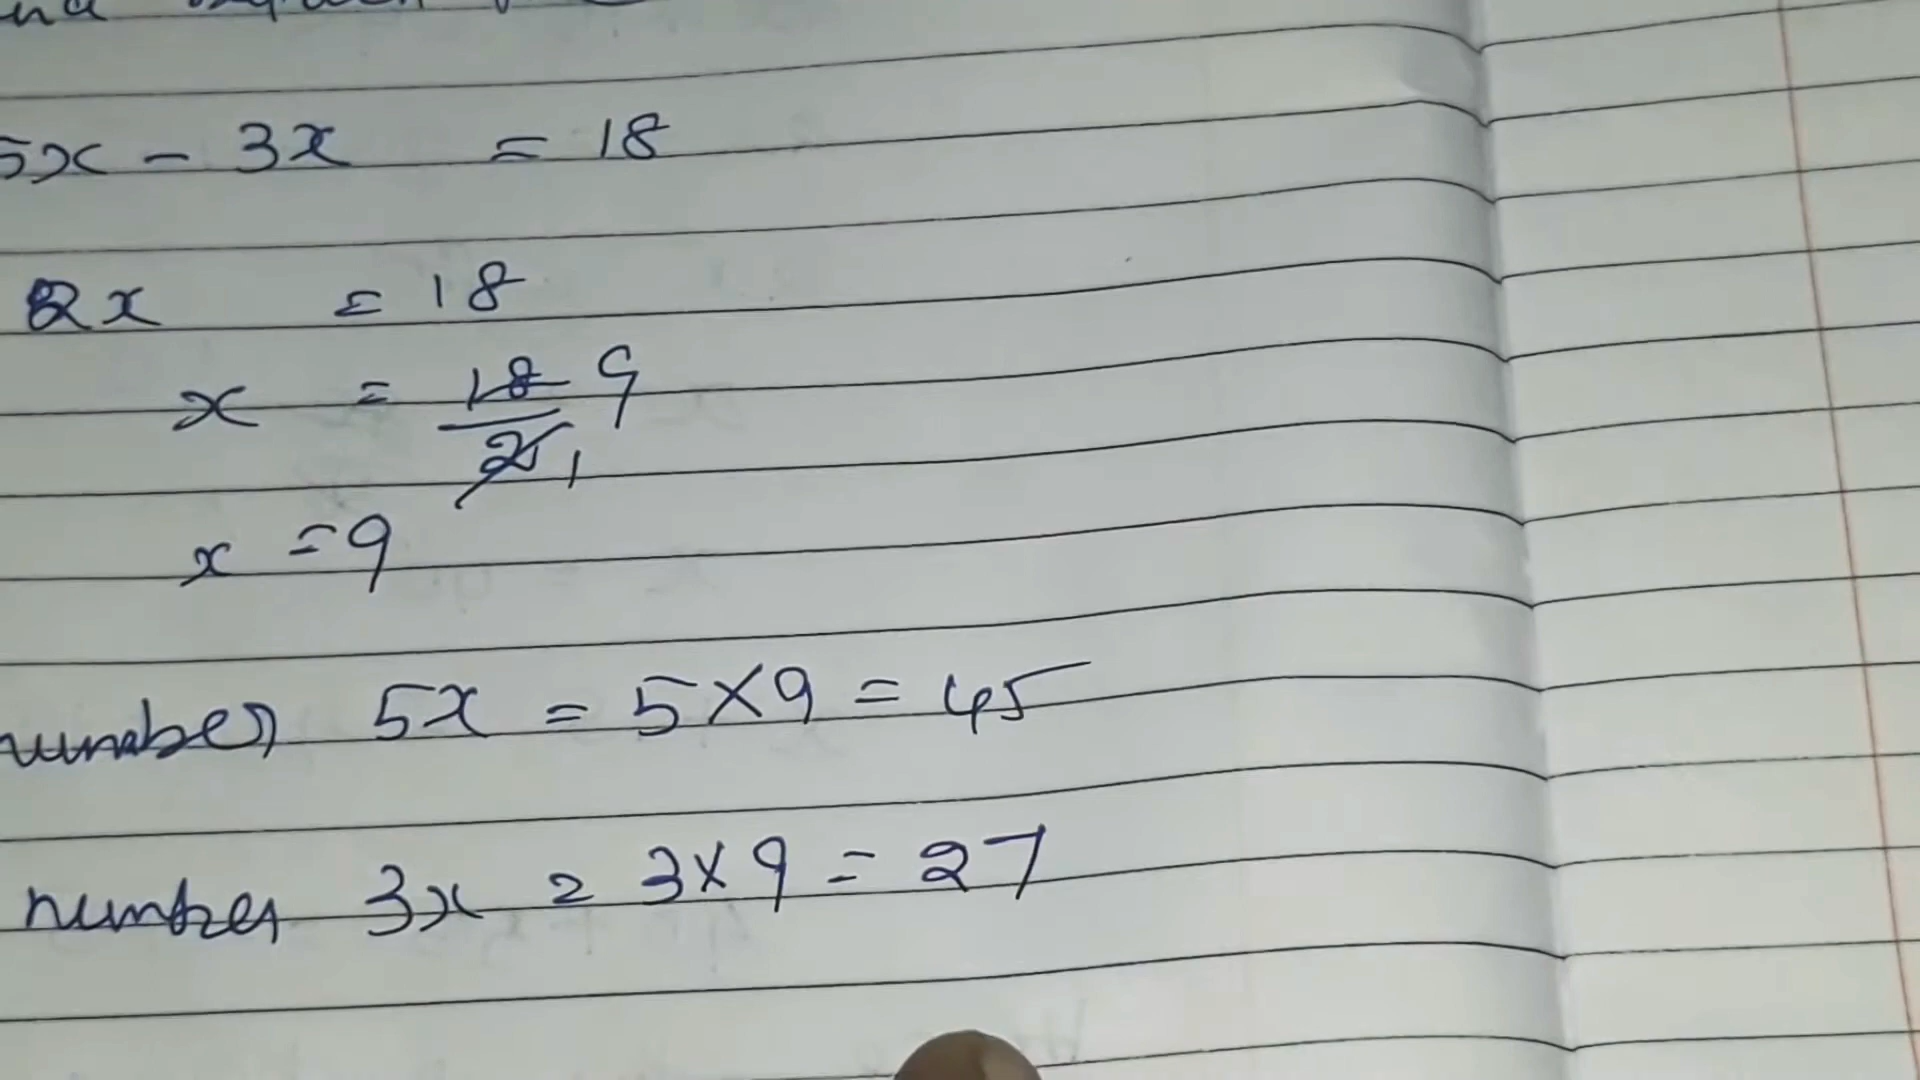 5x - 3x = 18
2x = 18
x = 18/2 9 1
x = 9
number 5x = 5×9 = 45
number 3x = 3×9 = 27